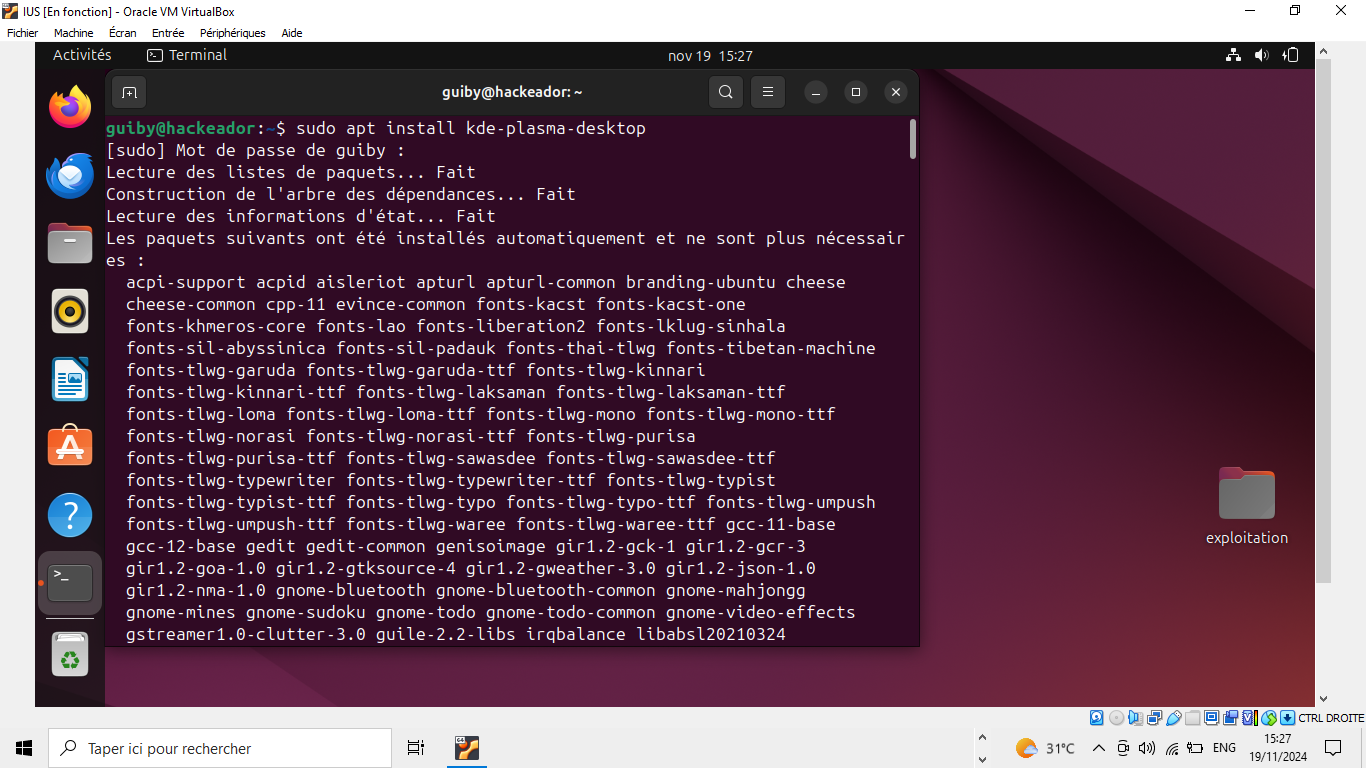 IUS [En fonction] - Oracle VM VirtualBox
Fichier Machine Écran Entrée Périphériques Aide
Activités Terminal nov 19 15:27
guiby@hackeador: ~
guiby@hackeador:~$ sudo apt install kde-plasma-desktop
[sudo] Mot de passe de guiby :
Lecture des listes de paquets... Fait
Construction de l'arbre des dépendances... Fait
Lecture des informations d'état... Fait
Les paquets suivants ont été installés automatiquement et ne sont plus nécessair
es :
acpi-support acpid aisleriot apturl apturl-common branding-ubuntu cheese
cheese-common cpp-11 evince-common fonts-kacst fonts-kacst-one
fonts-khmeros-core fonts-lao fonts-liberation2 fonts-lklug-sinhala
fonts-sil-abyssinica fonts-sil-padauk fonts-thai-tlwg fonts-tibetan-machine
fonts-tlwg-garuda fonts-tlwg-garuda-ttf fonts-tlwg-kinnari
fonts-tlwg-kinnari-ttf fonts-tlwg-laksaman fonts-tlwg-laksaman-ttf
fonts-tlwg-loma fonts-tlwg-loma-ttf fonts-tlwg-mono fonts-tlwg-mono-ttf
fonts-tlwg-norasi fonts-tlwg-norasi-ttf fonts-tlwg-purisa
fonts-tlwg-purisa-ttf fonts-tlwg-sawasdee fonts-tlwg-sawasdee-ttf
fonts-tlwg-typewriter fonts-tlwg-typewriter-ttf fonts-tlwg-typist
fonts-tlwg-typist-ttf fonts-tlwg-typo fonts-tlwg-typo-ttf fonts-tlwg-umpush
fonts-tlwg-umpush-ttf fonts-tlwg-waree fonts-tlwg-waree-ttf gcc-11-base
gcc-12-base gedit gedit-common genisoimage gir1.2-gck-1 gir1.2-gcr-3
gir1.2-goa-1.0 gir1.2-gtksource-4 gir1.2-gweather-3.0 gir1.2-json-1.0
gir1.2-nma-1.0 gnome-bluetooth gnome-bluetooth-common gnome-mahjongg
gnome-mines gnome-sudoku gnome-todo gnome-todo-common gnome-video-effects
gstreamer1.0-clutter-3.0 guile-2.2-libs irqbalance libabsl20210324
exploitation
CTRL DROITE
Taper ici pour rechercher
31°C
ENG
15:27
19/11/2024